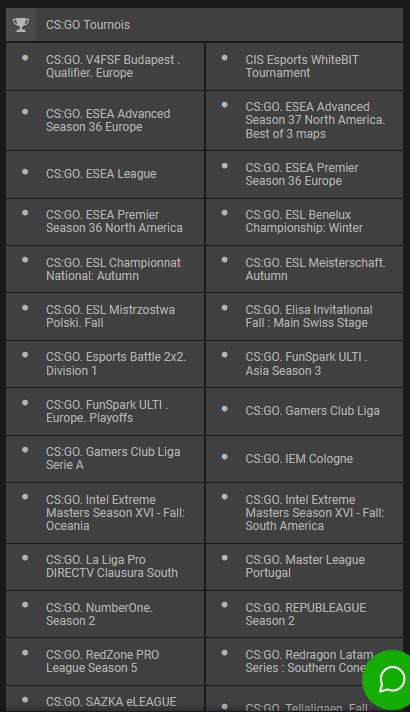 CS:GO Tournois
CS:GO. V4FSF Budapest .
Qualifier. Europe
CIS Esports WhiteBIT
Tournament
CS:GO. ESEA Advanced
Season 36 Europe
CS:GO. ESEA Advanced
Season 37 North America.
Best of 3 maps
CS:GO. ESEA League
CS:GO. ESEA Premier
Season 36 Europe
CS:GO. ESEA Premier
Season 36 North America
CS:GO. ESL Benelux
Championship: Winter
CS:GO. ESL Championnat
National: Autumn
CS:GO. ESL Meisterschaft.
Autumn
CS:GO. ESL Mistrzostwa
Polski. Fall
CS:GO. Elisa Invitational
Fall : Main Swiss Stage
CS:GO. Esports Battle 2x2.
Division 1
CS:GO. FunSpark ULTI .
Asia Season 3
CS:GO. FunSpark ULTI .
Europe. Playoffs
CS:GO. Gamers Club Liga
CS:GO. Gamers Club Liga
Serie A
CS:GO. IEM Cologne
CS:GO. Intel Extreme
Masters Season XVI - Fall:
Oceania
CS:GO. Intel Extreme
Masters Season XVI - Fall:
South America
CS:GO. La Liga Pro
DIRECTV Clausura South
CS:GO. Master League
Portugal
CS:GO. NumberOne.
Season 2
CS:GO. REPUBLEAGUE
Season 2
CS:GO. RedZone PRO
League Season 5
CS:GO. Redragon Latam
Series : Southern Cone
CS:GO. SAZKA eLEAGUE
CS:GO. Telialigaen. Fall